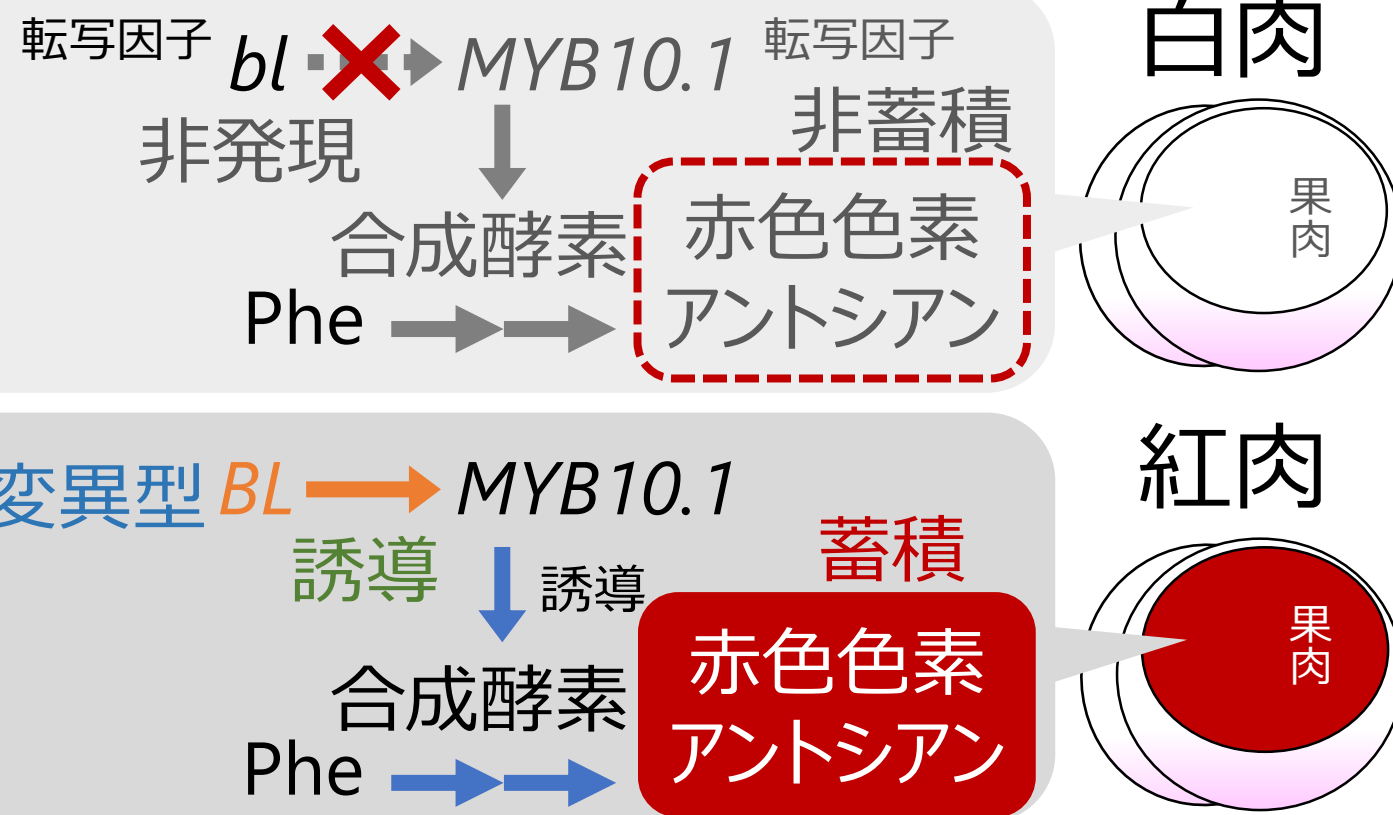 白肉
転写因子 bl MYB10.1 転写因子
非発現
非蓄積
合成酵素
赤色色素
アントシアン
Phe
果肉
紅肉
変異型 BL MYB10.1
誘導
誘導
蓄積
合成酵素
赤色色素
アントシアン
Phe
果肉